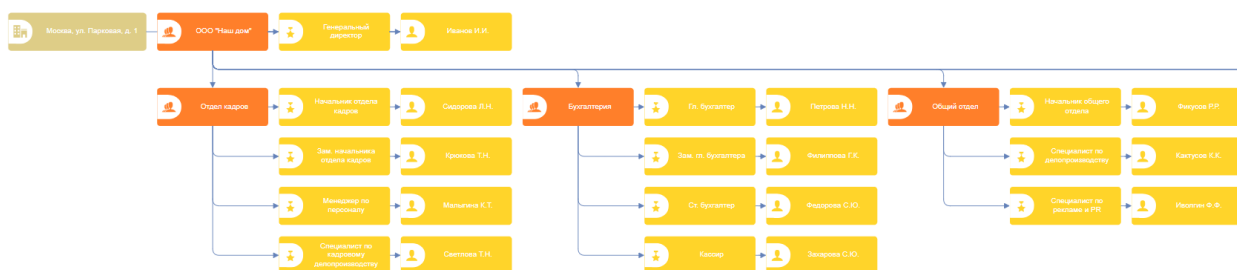 Москва, ул. Парковая, д. 1
ООО "Наш дом"
Генеральный
директор
Иванов И.И.
Отдел кадров
Начальник отдела
кадров
Сидорова Л.Н.
Бухгалтерия
Гл. бухгалтер
Петрова Н.Н.
Общий отдел
Начальник общего
отдела
Фикусов Р.Р.
Зам. начальника
отдела кадров
Крюкова Т.Н.
Зам. гл. бухгалтера
Филиппова Г.К.
Специалист по
делопроизводству
Кактусов К.К.
Менеджер по
персоналу
Малыгина К.Т.
Ст. бухгалтер
Федорова С.Ю.
Специалист по
рекламе и PR
Ф.Ф.
Специалист по
кадровому
делопроизводству
Светлова Т.Н.
Кассир
Захарова С.Ю.